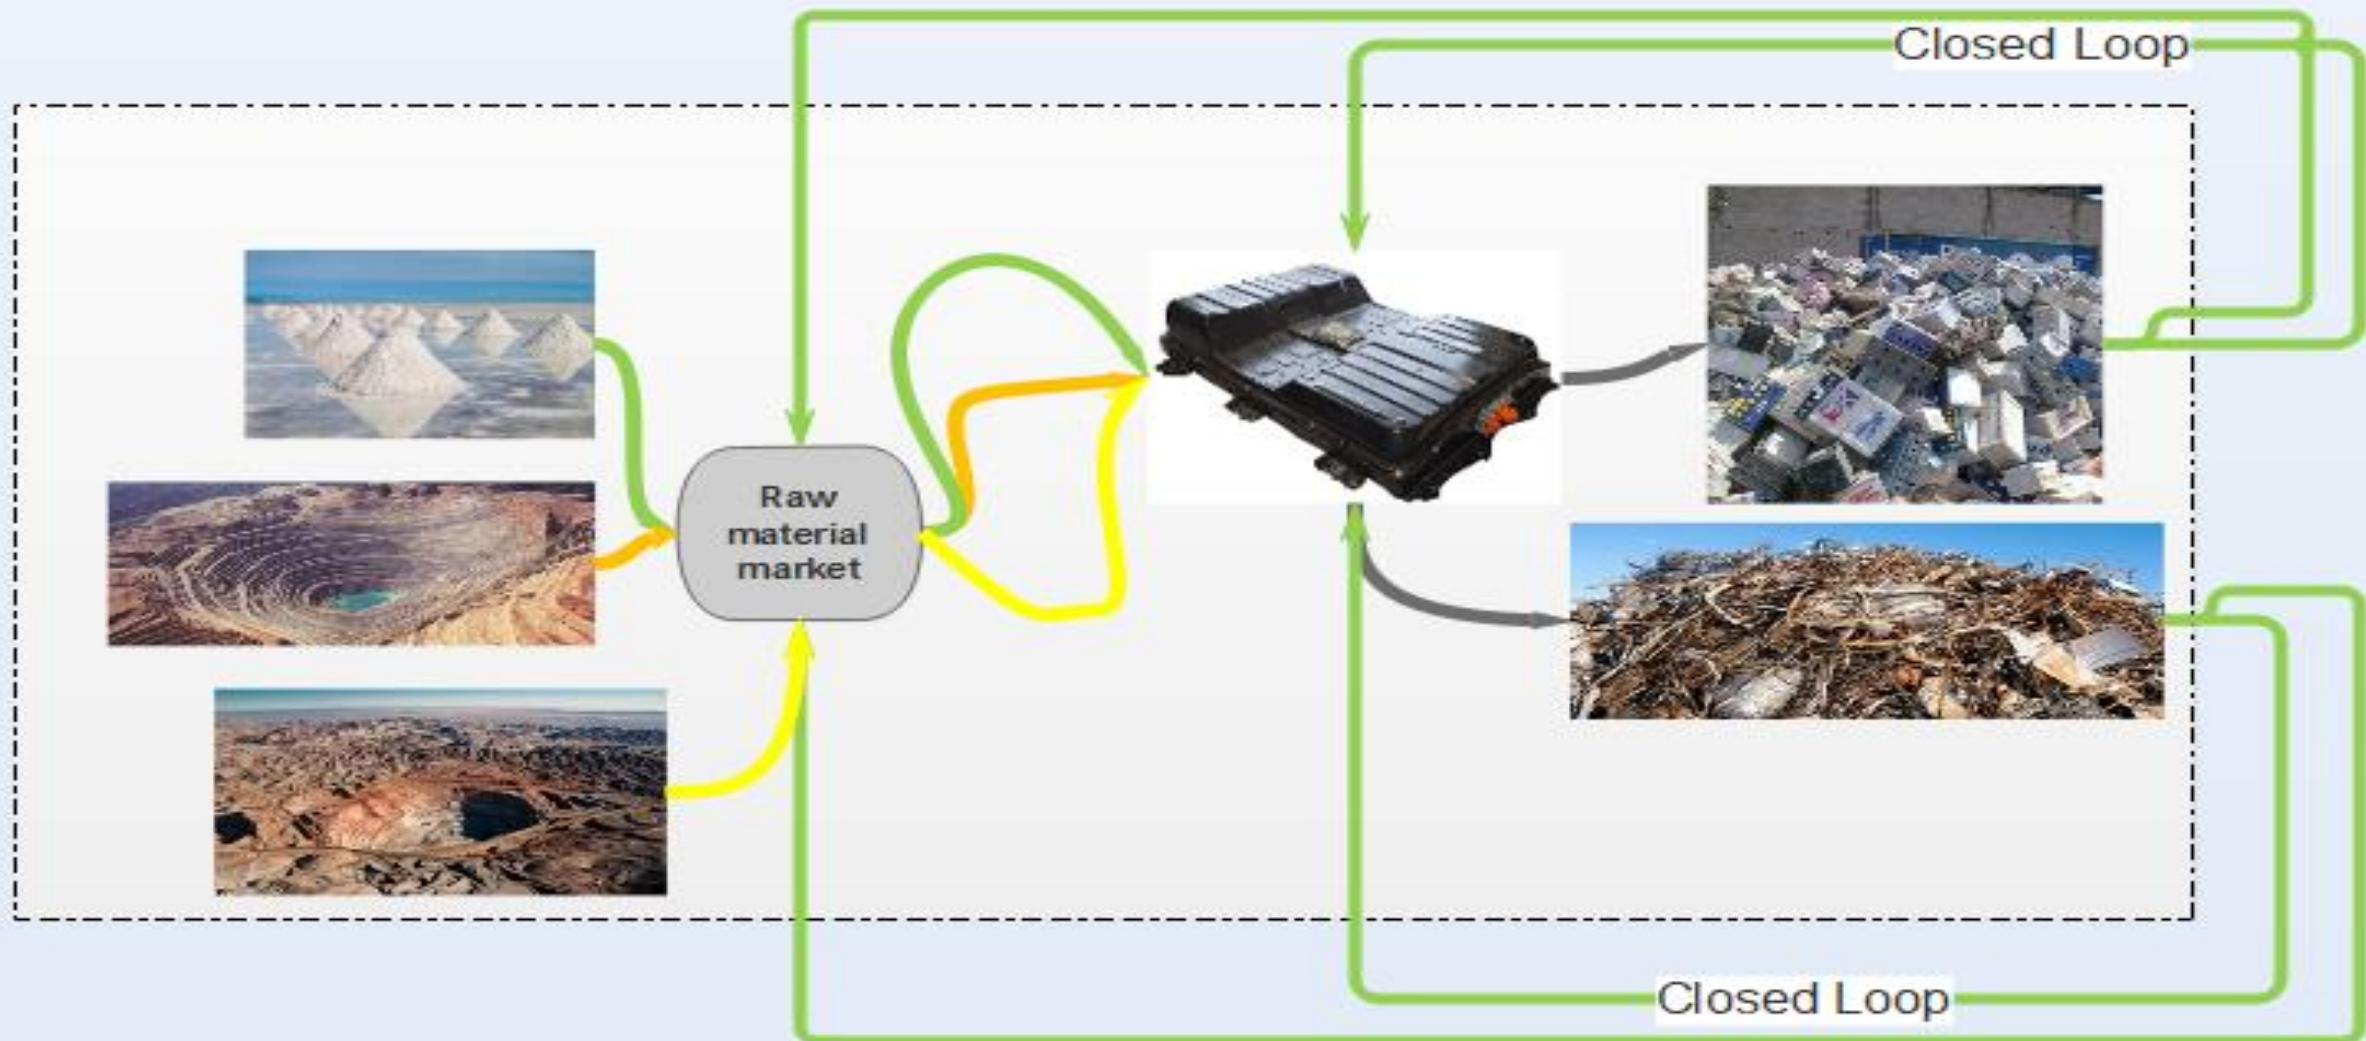 Closed Loop
Raw
material
market
Closed Loop